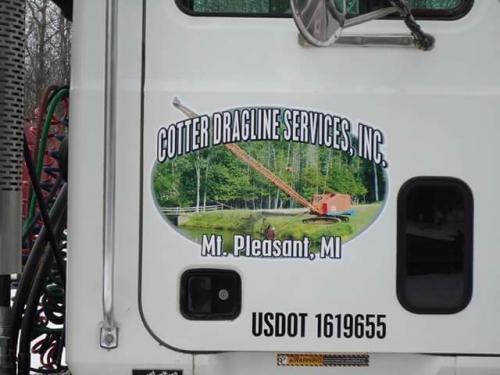 COTTER DRAGLINE SERVICES, INC.
Mt. Pleasant, MI
USDOT 1619655
WARNING